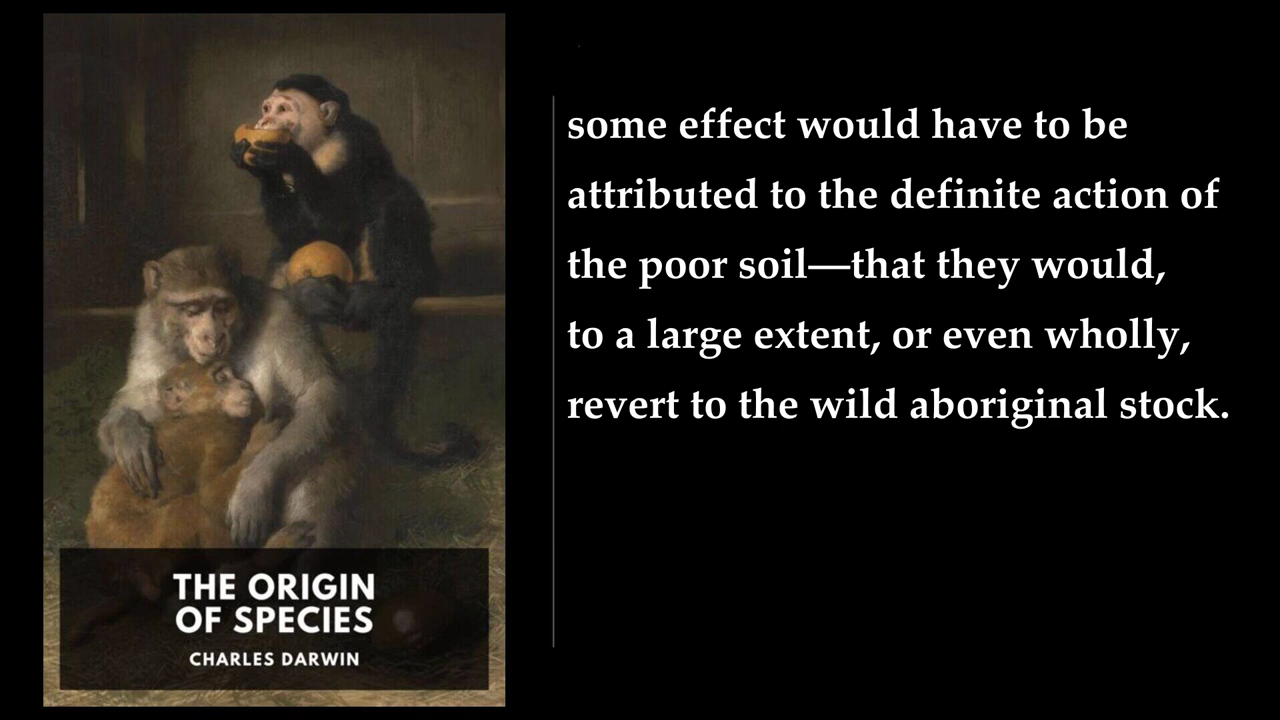 some effect would have to be
attributed to the definite action of
the poor soil—that they would,
to a large extent, or even wholly,
revert to the wild aboriginal stock.
THE ORIGIN
OF SPECIES
CHARLES DARWIN